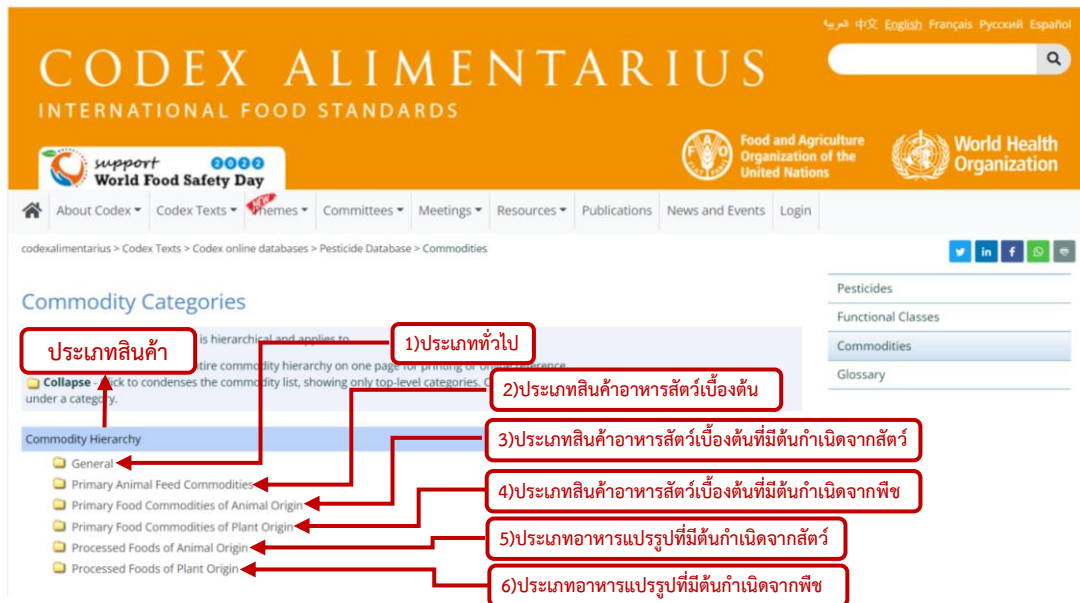 العربية 中文 English Français Русский Español
CODEX ALIMENTARIUS
INTERNATIONAL FOOD STANDARDS
support 2022
World Food Safety Day
FAO
Food and Agriculture
Organization of the
United Nations
World Health
Organization
About Codex
Codex Texts
NEW
Themes
Committees
Meetings
Resources
Publications
News and Events
Login
codexalimentarius > Codex Texts > Codex online databases > Pesticide Database > Commodities
Pesticides
Functional Classes
Commodities
Glossary
Commodity Categories
is hierarchical and applies to
entire commodity hierarchy on one page for printing or online reference
Collapse - click to condenses the commodity list, showing only top-level categories.
under a category.
ประเภทสินค้า
1)ประเภททั่วไป
2)ประเภทสินค้าอาหารสัตว์เบื้องต้น
Commodity Hierarchy
3)ประเภทสินค้าอาหารสัตว์เบื้องต้นที่มีต้นกำเนิดจากสัตว์
General
Primary Animal Feed Commodities
4)ประเภทสินค้าอาหารสัตว์เบื้องต้นที่มีต้นกำเนิดจากพืช
Primary Food Commodities of Animal Origin
Primary Food Commodities of Plant Origin
5)ประเภทอาหารแปรรูปที่มีต้นกำเนิดจากสัตว์
Processed Foods of Animal Origin
Processed Foods of Plant Origin
6)ประเภทอาหารแปรรูปที่มีต้นกำเนิดจากพืช